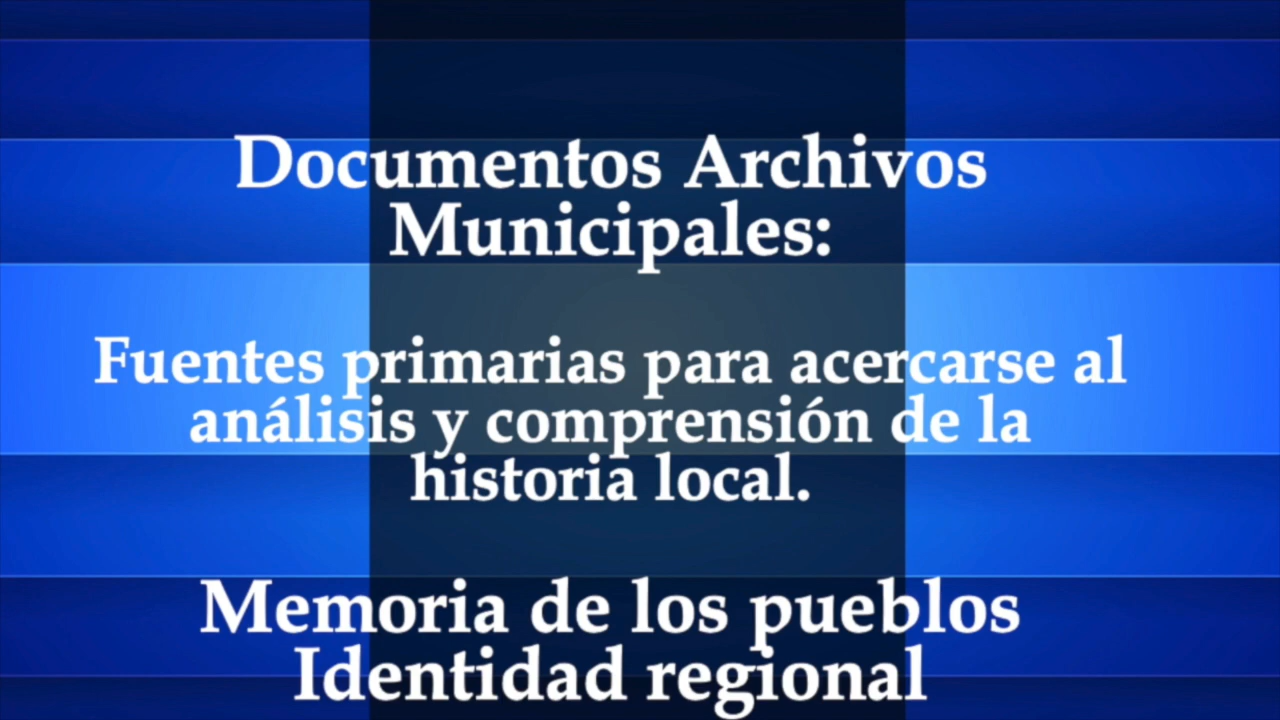 Documentos Archivos
Municipales:
Fuentes primarias para acercarse al
análisis y comprensión de la
historia local.
Memoria de los pueblos
Identidad regional